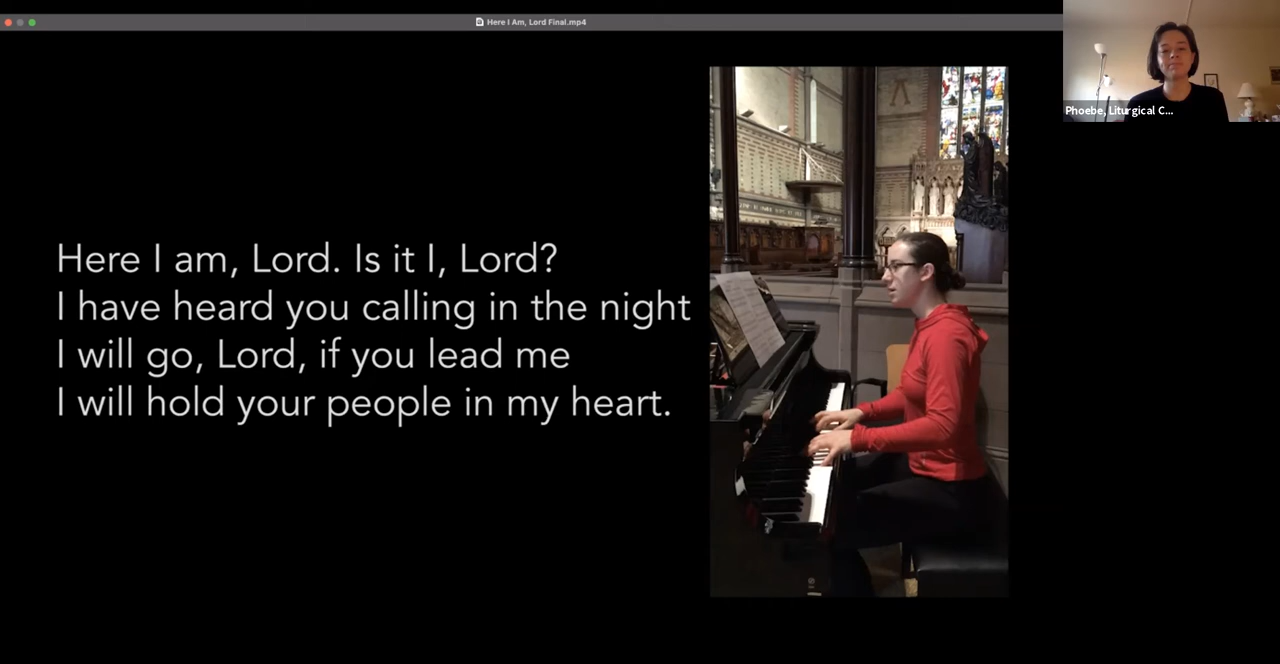 Here I Am, Lord Final.mp4
Phoebe, Liturgical C...
Here I am, Lord. Is it I, Lord?
I have heard you calling in the night
I will go, Lord, if you lead me
I will hold your people in my heart.